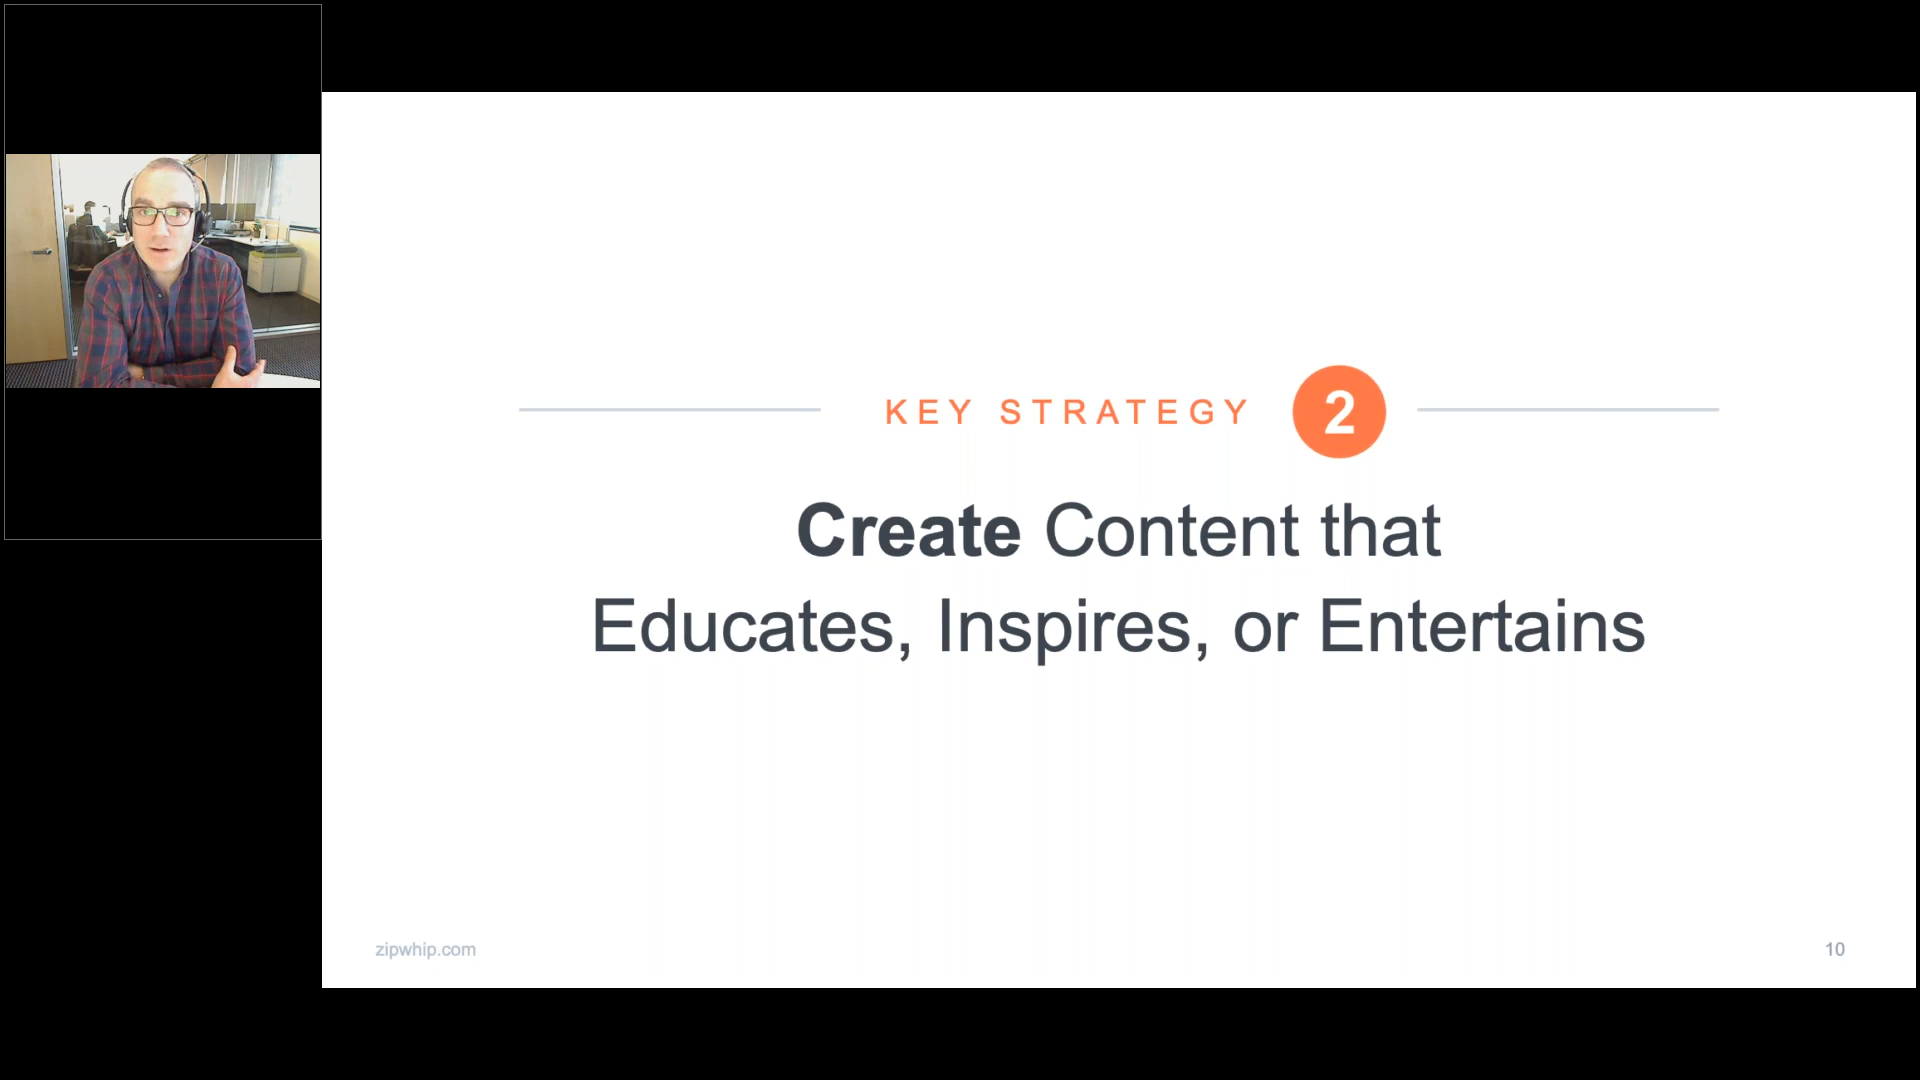 KEY STRATEGY 2
Create Content that
Educates, Inspires, or Entertains
zipwhip.com
10